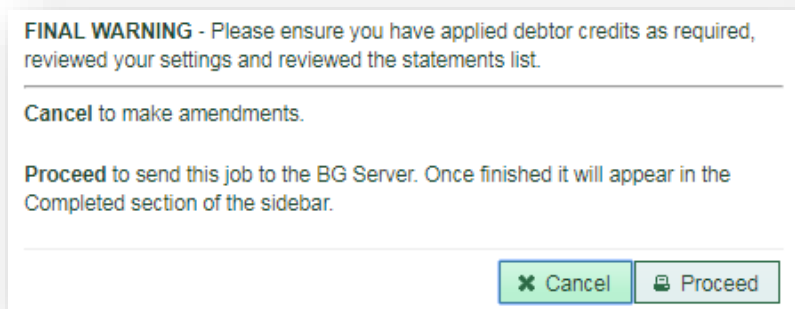 FINAL WARNING - Please ensure you have applied debtor credits as required,
reviewed your settings and reviewed the statements list.
Cancel to make amendments.
Proceed to send this job to the BG Server. Once finished it will appear in the
Completed section of the sidebar.
Cancel Proceed